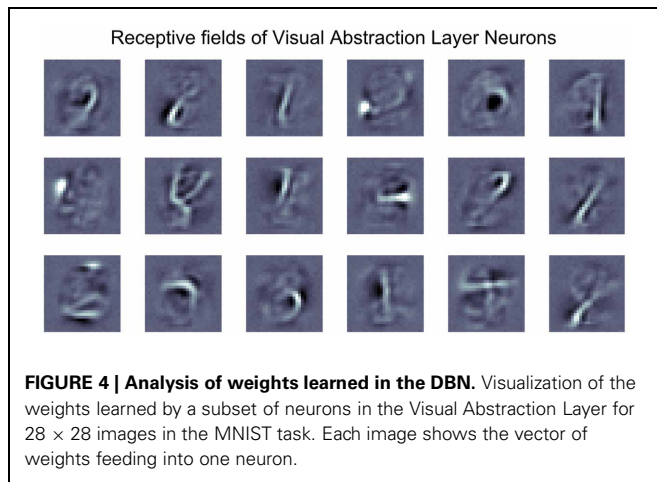 Receptive fields of Visual Abstraction Layer Neurons
FIGURE 4 | Analysis of weights learned in the DBN. Visualization of the
weights learned by a subset of neurons in the Visual Abstraction Layer for
28 × 28 images in the MNIST task. Each image shows the vector of
weights feeding into one neuron.